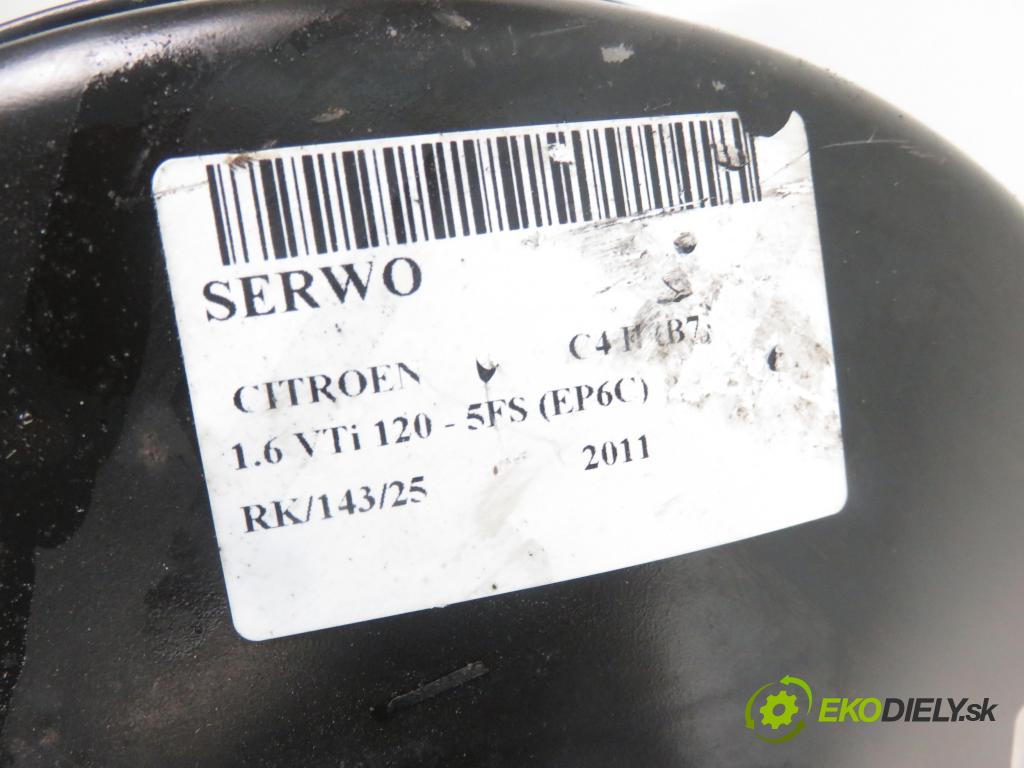 SERWO
CITROEN C4 II (B7)
1.6 VTi 120 - 5FS (EP6C)
RK/143/25 2011
EKODIELY.sk